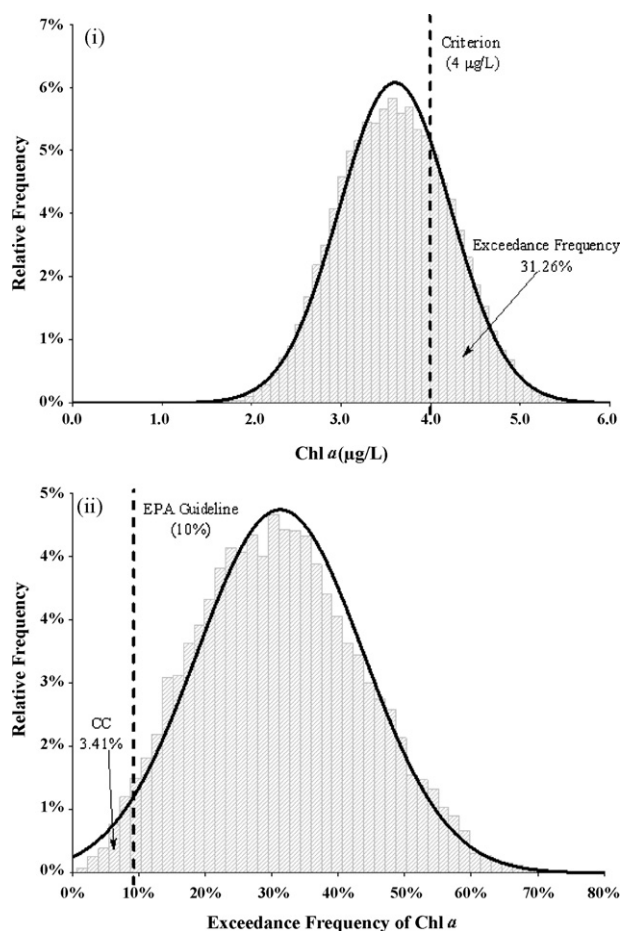 (i)
7%
6%
5%
4%
2%
1%
0%
Relative Frequency
Criterion
(4 µg/L)
Exceedance Frequency
31.26%
0.0 1.0 2.0 3.0 4.0 5.0 6.0
Chl a(µg/L)
(ii)
5%
4%
4%
3%
2%
2%
1%
0%
Relative Frequency
EPA Guideline
(10%)
CC
3.41%
0% 10% 20% 30% 40% 50% 60% 70% 80%
Exceedance Frequency of Chl a